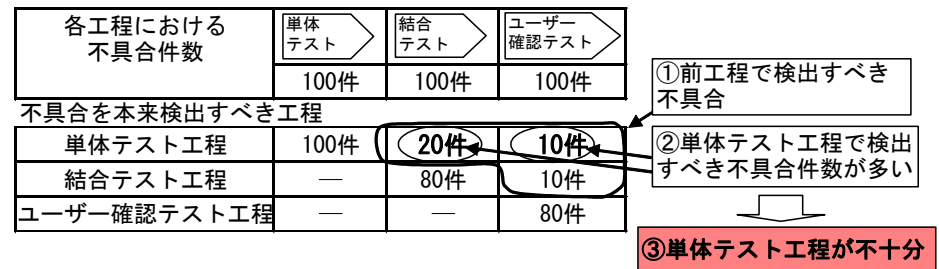 各工程における
不具合件数
単体
テスト
結合
テスト
ユーザー
確認テスト
100件 100件 100件
①前工程で検出すべき
不具合
不具合を本来検出すべき工程
単体テスト工程 100件 20件 10件
②単体テスト工程で検出
すべき不具合件数が多い
結合テスト工程 — 80件 10件
ユーザー確認テスト工程 — — 80件
③単体テスト工程が不十分